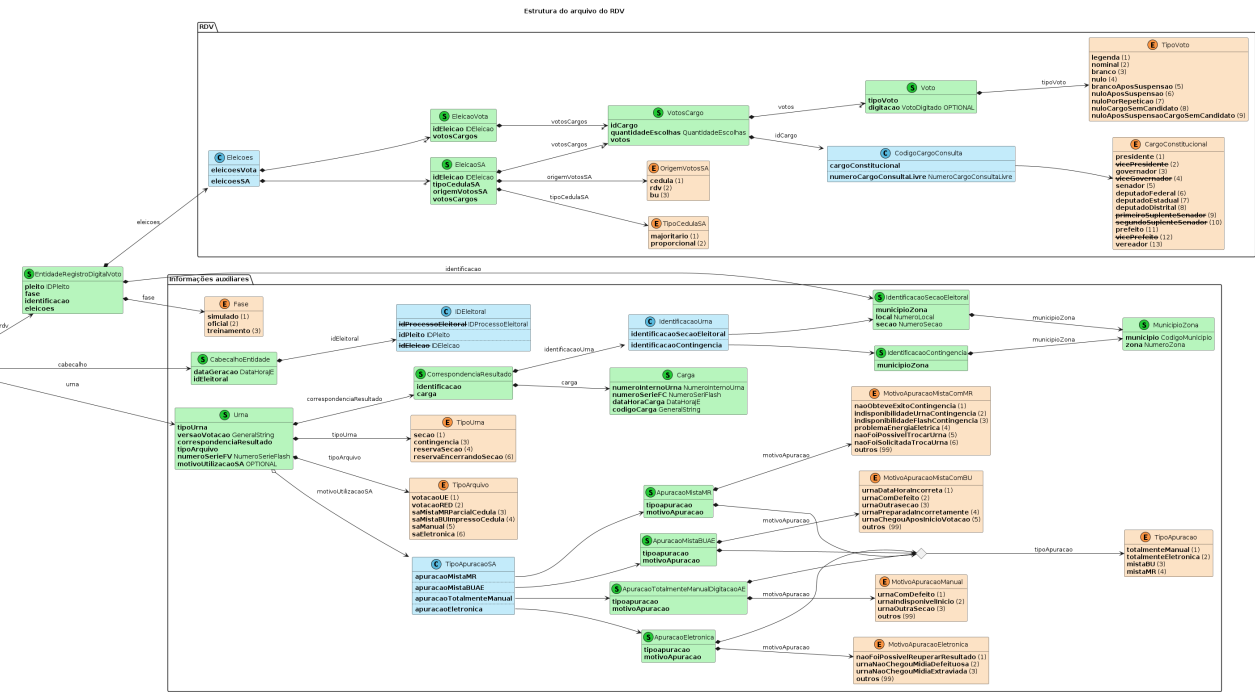 Estrutura do arquivo do RDV
RDV
E TipoVoto
legenda (1)
nominal (2)
branco (3)
nulo (4)
brancoAposSuspensao (5)
nuloAposSuspensao (6)
nuloPorRepeticao (7)
nuloCargoSemCandidato (8)
nuloAposSuspensaoCargoSemCandidato (9)
tipoVoto
S Voto
tipoVoto
digitacao VotoDigitado OPTIONAL
votos
S EleicaoVota
idEleicao IDEleicao
votosCargos
votosCargos
S VotosCargo
idCargo
quantidadeEscolhas QuantidadeEscolhas
votos
idCargo
C CodigoCargoConsulta
cargoConstitucional
numeroCargoConsultaLivre NumeroCargoConsultaLivre
E CargoConstitucional
presidente (1)
vicePresidente (2)
governador (3)
viceGovernador (4)
senador (5)
deputadoFederal (6)
deputadoEstadual (7)
deputadoDistrital (8)
primeiroSuplenteSenador (9)
segundoSuplenteSenador (10)
prefeito (11)
vicePrefeito (12)
vereador (13)
C Eleicoes
eleicoesVota
eleicoesSA
S EleicaoSA
idEleicao IDEleicao
tipoCedulaSA
origemVotosSA
votosCargos
votosCargos
origemVotosSA
tipoCedulaSA
E OrigemVotosSA
cedula (1)
rdv (2)
bu (3)
E TipoCedulaSA
majoritario (1)
proporcional (2)
eleicoes
S EntidadeRegistroDigitalVoto
pleito IDPleito
fase
identificacao
eleicoes
rdv
identificacao
fase
Informações auxiliares
E Fase
simulado (1)
oficial (2)
treinamento (3)
C IDEleitoral
idProcessoEleitoral IDProcessoEleitoral
idPleito IDPleito
idEleicao IDEleicao
C IdentificacaoUrna
identificacaoSecaoEleitoral
identificacaoContingencia
S IdentificacaoSecaoEleitoral
municipioZona
local NumeroLocal
secao NumeroSecao
municipioZona
S IdentificacaoContingencia
municipioZona
municipioZona
S MunicipioZona
municipio CodigoMunicipio
zona NumeroZona
cabecalho
S CabecalhoEntidade
dataGeracao DataHoraJE
idEleitoral
idEleitoral
identificacaoUrna
S CorrespondenciaResultado
identificacao
carga
carga
S Carga
numeroInternoUrna NumeroInternoUrna
numeroSerieFC NumeroSerieFlash
dataHoraCarga DataHoraJE
codigoCarga GeneralString
urna
S Urna
tipoUrna
versaoVotacao GeneralString
correspondenciaResultado
tipoArquivo
numeroSerieFV NumeroSerieFlash
motivoUtilizacaoSA OPTIONAL
correspondenciaResultado
tipoUrna
tipoArquivo
motivoUtilizacaoSA
E TipoUrna
secao (1)
contingencia (3)
reservaSecao (4)
reservaEncerrandoSecao (6)
E TipoArquivo
votacaoUE (1)
votacaoRED (2)
saMistaMRParcialCedula (3)
saMistaBUImpressoCedula (4)
saManual (5)
saEletronica (6)
C TipoApuracaoSA
apuracaoMistaMR
apuracaoMistaBUAE
apuracaoTotalmenteManual
apuracaoEletronica
S ApuracaoMistaMR
tipoapuracao
motivoApuracao
motivoApuracao
E MotivoApuracaoMistaComMR
naoObteveExitoContingencia (1)
indisponibilidadeUrnaContingencia (2)
indisponibilidadeFlashContingencia (3)
problemaEnergiaEletrica (4)
naoFoiPossivelTrocarUrna (5)
naoFoiSolicitadaTrocaUrna (6)
outros (99)
S ApuracaoMistaBUAE
tipoapuracao
motivoApuracao
motivoApuracao
E MotivoApuracaoMistaComBU
urnaDataHoraIncorreta (1)
urnaComDefeito (2)
urnaOutrasecao (3)
urnaPreparadaIncorretamente (4)
urnaChegouAposInicioVotacao (5)
outros (99)
S ApuracaoTotalmenteManualDigitacaoAE
tipoapuracao
motivoApuracao
motivoApuracao
E MotivoApuracaoManual
urnaComDefeito (1)
urnaIndisponivelInicio (2)
urnaOutraSecao (3)
outros (99)
S ApuracaoEletronica
tipoapuracao
motivoApuracao
motivoApuracao
E MotivoApuracaoEletronica
naoFoiPossivelReuperarResultado (1)
urnaNaoChegouMidiaDefeituosa (2)
urnaNaoChegouMidiaExtraviada (3)
outros (99)
tipoApuracao
E TipoApuracao
totalmenteManual (1)
totalmenteEletronica (2)
mistaBU (3)
mistaMR (4)